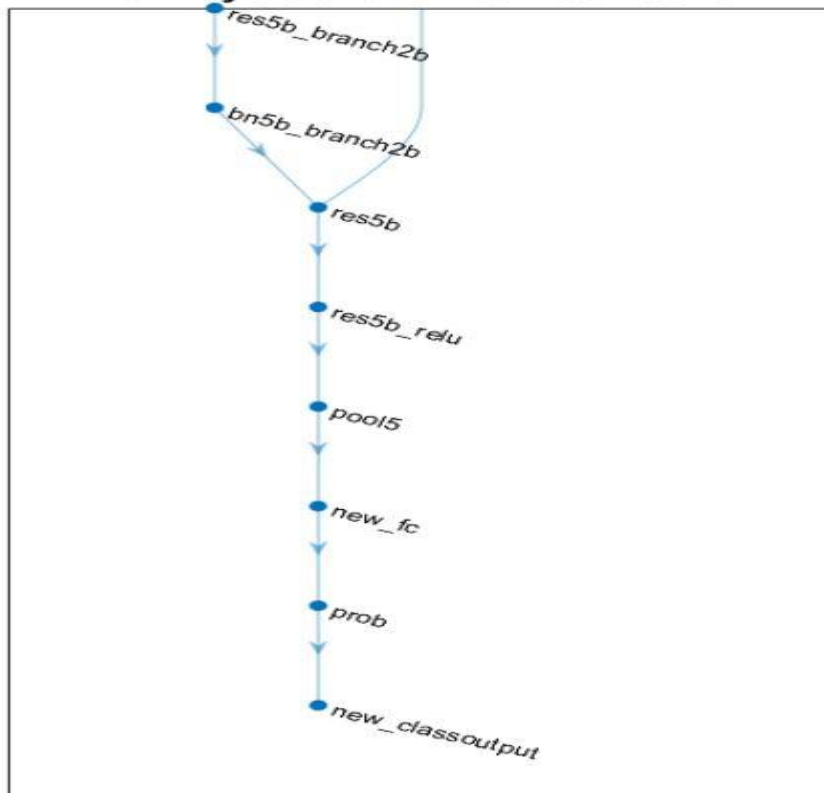 res5b_branch2b
bn5b_branch2b
res5b
res5b_relu
pool5
new_fc
prob
new_classoutput